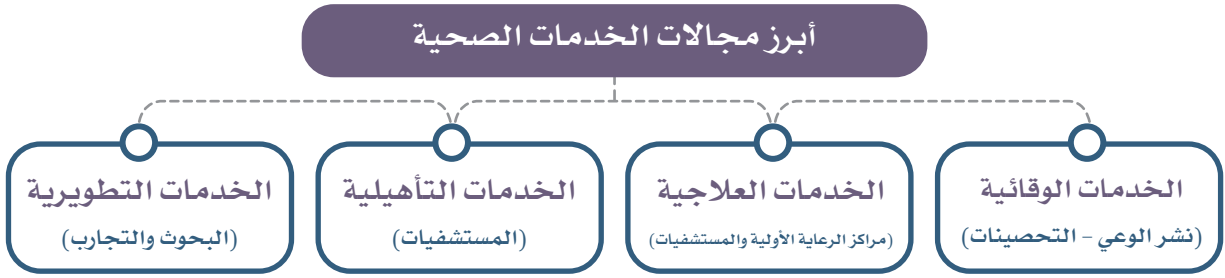 أبرز مجالات الخدمات الصحية
الخدمات الوقائية
(نشر الوعي – التحصينات)
الخدمات العلاجية
(مراكز الرعاية الأولية والمستشفيات)
الخدمات التأهيلية
(المستشفيات)
الخدمات التطويرية
(البحوث والتجارب)